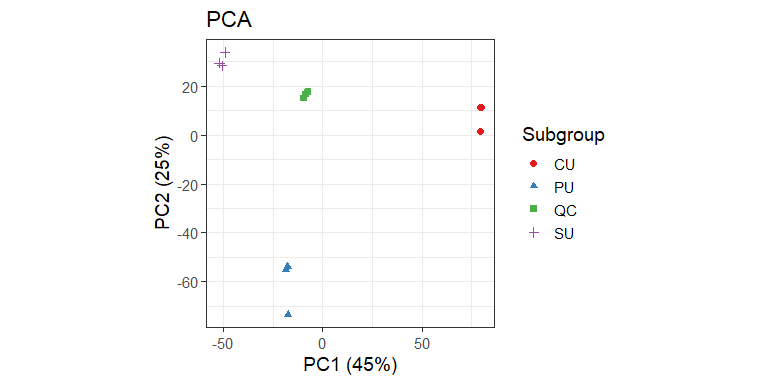 PCA
PC2 (25%)
20
0
-20
-40
-60
-50
0
50
PC1 (45%)
Subgroup
CU
PU
QC
SU